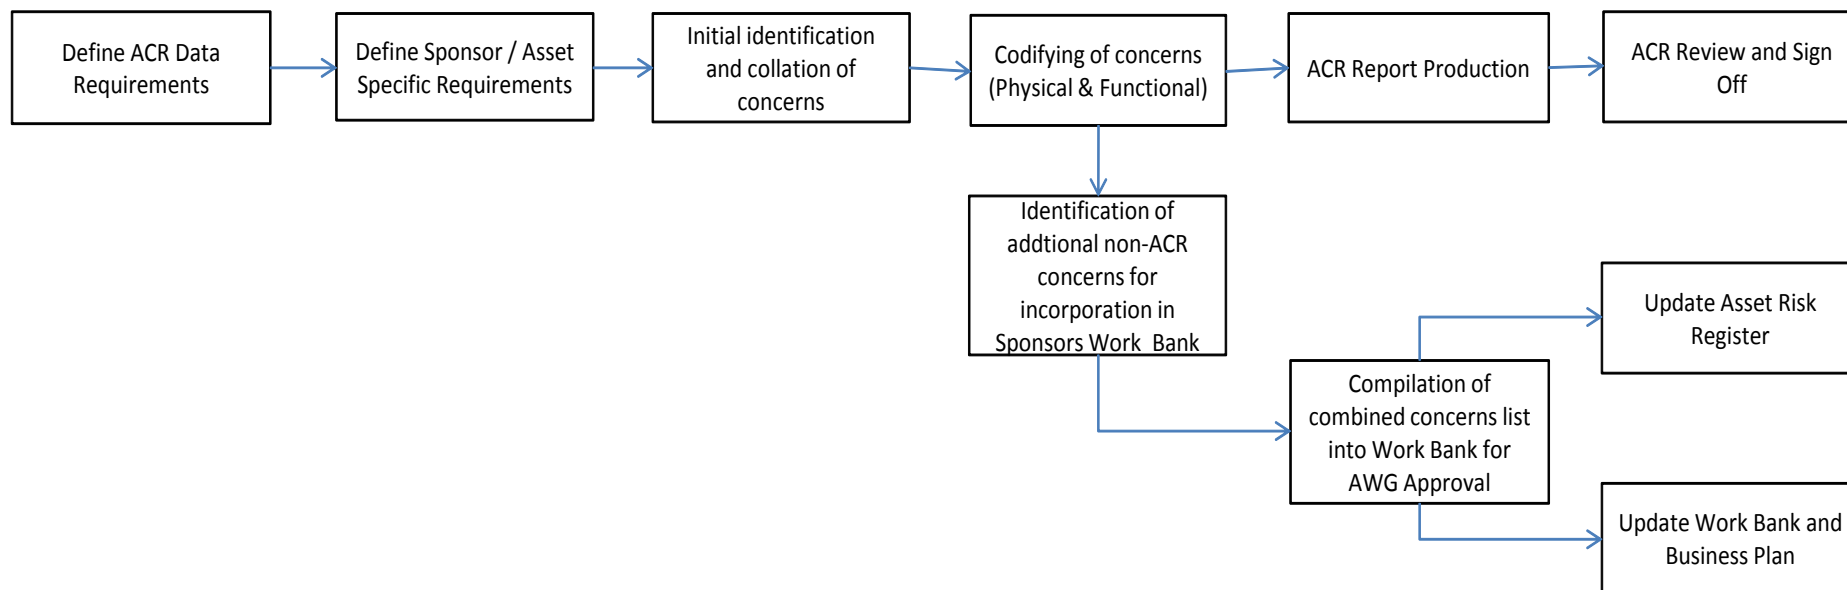 Define ACR Data
Requirements
Define Sponsor / Asset
Specific Requirements
Initial identification
and collation of
concerns
Codifying of concerns
(Physical & Functional)
ACR Report Production
ACR Review and Sign
Off
Identification of
addtional non-ACR
concerns for
incorporation in
Sponsors Work Bank
Compilation of
combined concerns list
into Work Bank for
AWG Approval
Update Asset Risk
Register
Update Work Bank and
Business Plan